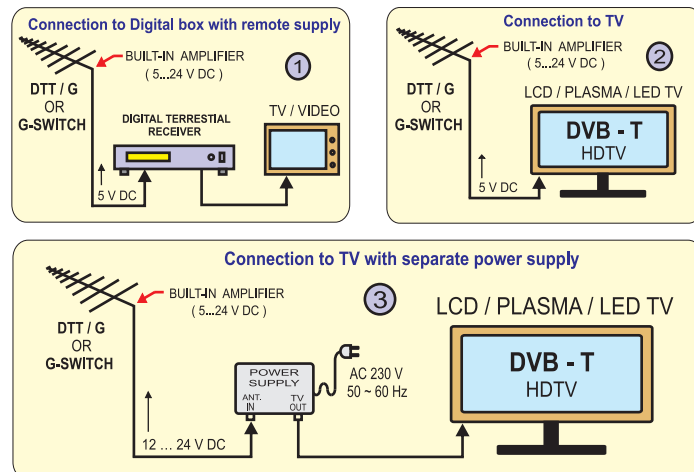 Connection to Digital box with remote supply
BUILT-IN AMPLIFIER
( 5...24 V DC )
1
DTT / G
OR
G-SWITCH
DIGITAL TERRESTIAL
RECEIVER
TV / VIDEO
5 V DC
Connection to TV
BUILT-IN AMPLIFIER
( 5...24 V DC )
2
DTT / G
OR
G-SWITCH
LCD / PLASMA / LED TV
DVB - T
HDTV
5 V DC
Connection to TV with separate power supply
BUILT-IN AMPLIFIER
( 5...24 V DC )
3
DTT / G
OR
G-SWITCH
LCD / PLASMA / LED TV
POWER
SUPPLY
ANT. TV
IN OUT
AC 230 V
50 ~ 60 Hz
DVB - T
HDTV
12 ... 24 V DC